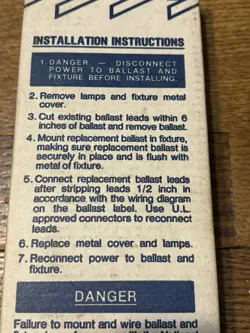 INSTALLATION INSTRUCTIONS
1. DANGER — DISCONNECT
POWER TO BALLAST AND
FIXTURE BEFORE INSTALLING.
2. Remove lamps and fixture metal
cover.
3. Cut existing ballast leads within 6
inches of ballast and remove ballast.
4. Mount replacement ballast in fixture,
making sure replacement ballast is
securely in place and is flush with
metal of fixture.
5. Connect replacement ballast leads
after stripping leads 1/2 inch in
accordance with the wiring diagram
on the ballast label. Use U.L.
approved connectors to reconnect
leads.
6. Replace metal cover and lamps.
7. Reconnect power to ballast and
fixture.
DANGER
Failure to mount and wire ballast and